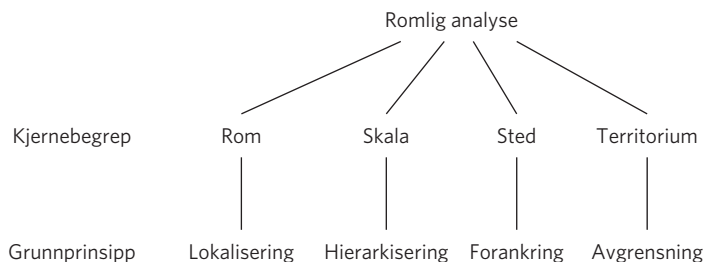 Romlig analyse
Kjernebegrep Rom Skala Sted Territorium
Grunnprinsipp Lokalisering Hierarkisering Forankring Avgrensning